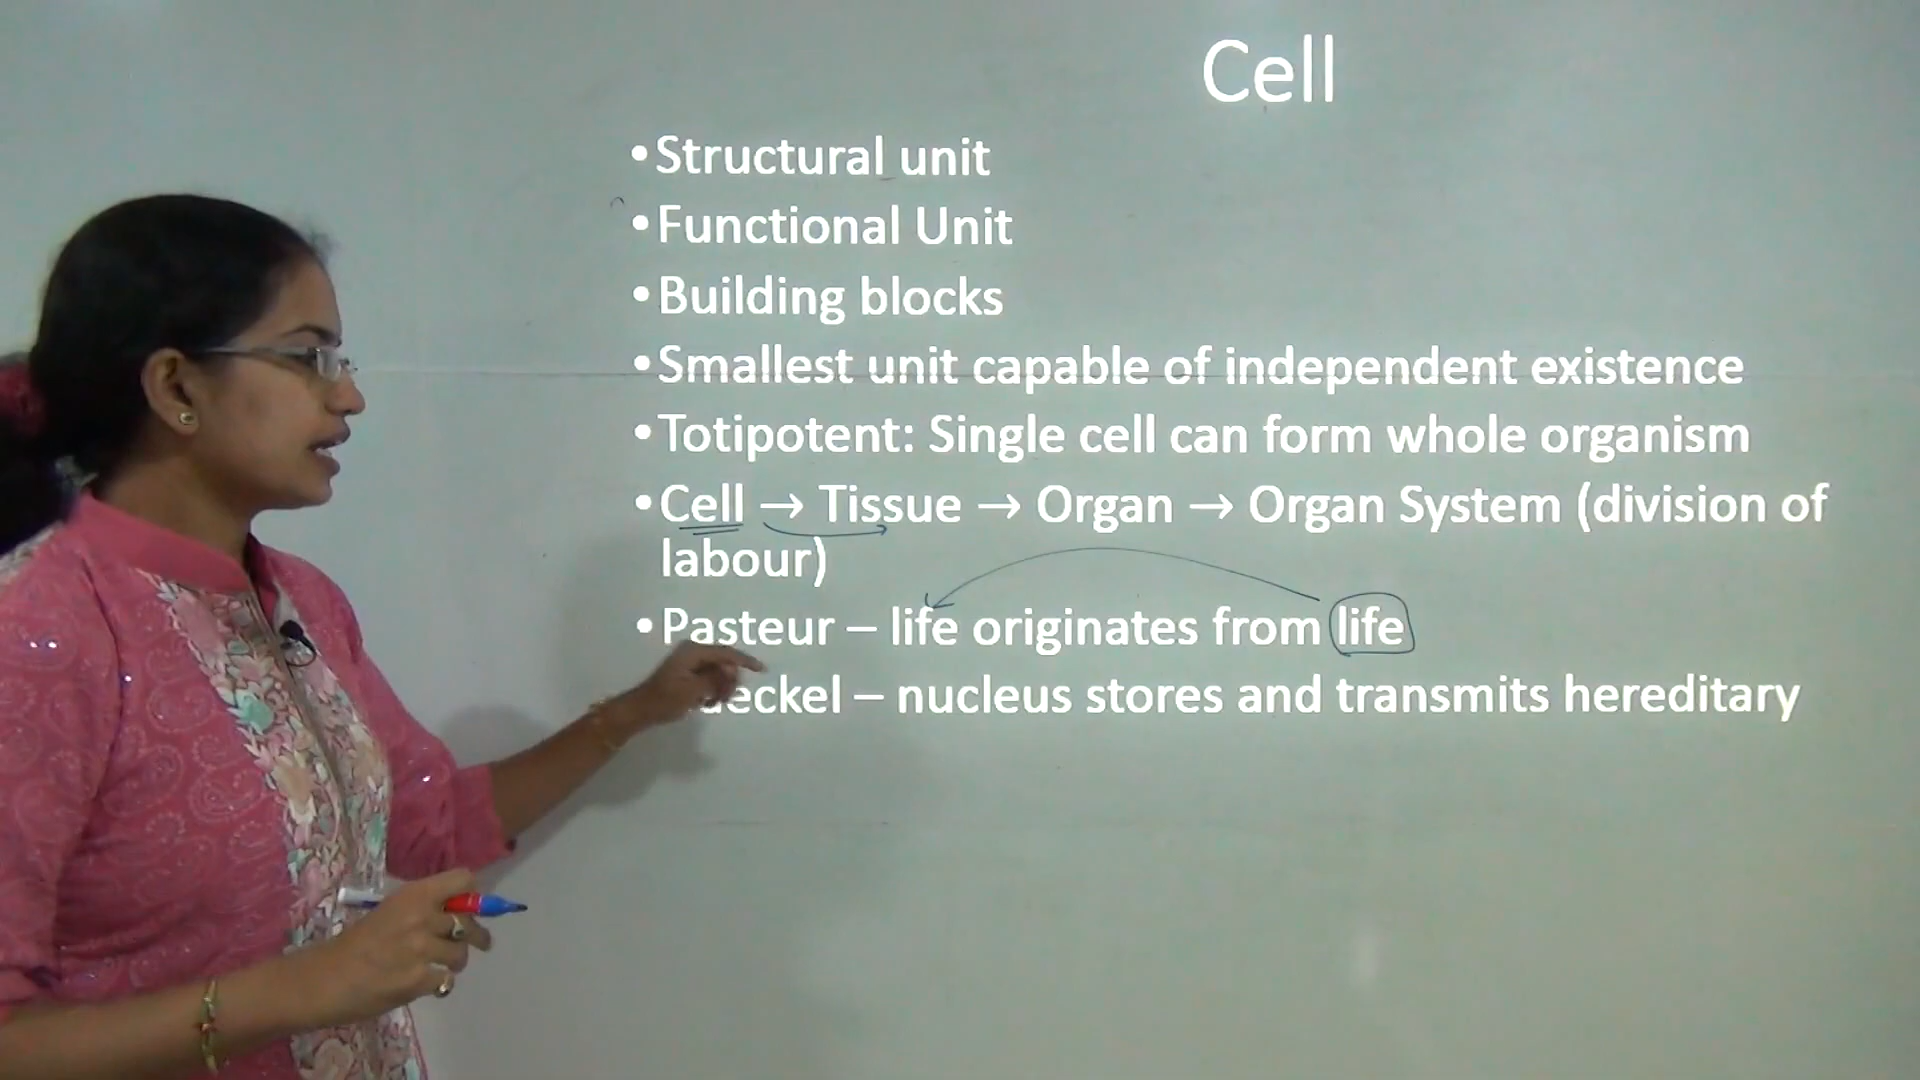 Cell
• Structural unit
• Functional Unit
• Building blocks
• Smallest unit capable of independent existence
• Totipotent: Single cell can form whole organism
• Cell → Tissue → Organ → Organ System (division of
labour)
• Pasteur – life originates from life
– nucleus stores and transmits hereditary